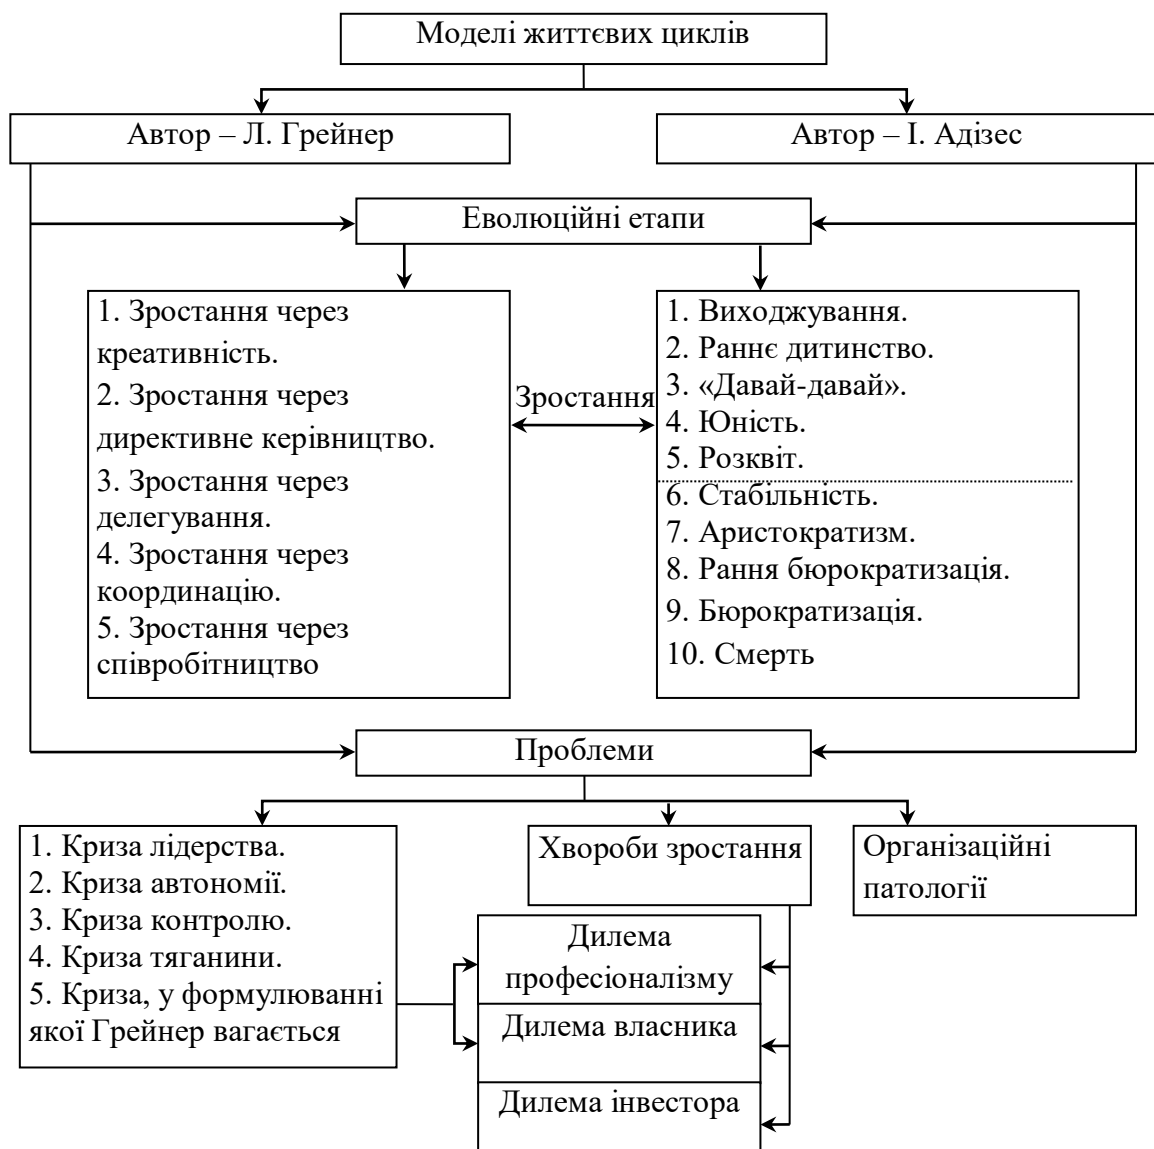 Моделі життєвих циклів
Автор – Л. Грейнер
Автор – І. Адізес
Еволюційні етапи
1. Зростання через
креативність.
2. Зростання через
директивне керівництво.
3. Зростання через
делегування.
4. Зростання через
координацію.
5. Зростання через
співробітництво
Зростання
1. Виходжування.
2. Раннє дитинство.
3. «Давай-давай».
4. Юність.
5. Розквіт.
6. Стабільність.
7. Аристократизм.
8. Рання бюрократизація.
9. Бюрократизація.
10. Смерть
Проблеми
1. Криза лідерства.
2. Криза автономії.
3. Криза контролю.
4. Криза тяганини.
5. Криза, у формулюванні
якої Грейнер вагається
Хвороби зростання
Організаційні
патології
Дилема
професіоналізму
Дилема власника
Дилема інвестора